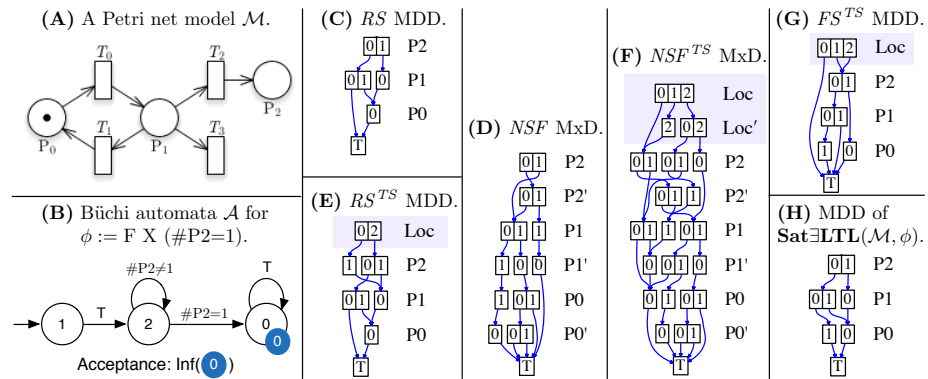 (A) A Petri net model M.
T0
T2
P0
T1
P1
T3
P2
(B) Büchi automata A for
ϕ := F X (#P2=1).
#P2≠1
T
1
T
2
#P2=1
0
0
Acceptance: Inf(0)
(C) RS MDD.
0 1
P2
0 1 0
P1
0
P0
T
(E) RS^TS MDD.
0 2
Loc
1 0 1
P2
0 1 0
P1
0
P0
T
(D) NSF MxD.
0 1
P2
0 1
P2'
0 1 1
P1
1 0 0
P1'
1 0 1
P0
0 0 1
P0'
T
(F) NSF^TS MxD.
0 1 2
Loc
2 0 2
Loc′
0 1 0 1 0
P2
0 1 1
P2'
0 1 1 0 1
P1
0 0 1 0
P1'
0 0 1 1
P0
0 0 1
P0'
T
(G) FS^TS MDD.
0 1 2
Loc
0 1
P2
0 1
P1
1 0
P0
T
(H) MDD of
Sat∃LTL(M, ϕ).
0 1
P2
0 1 0
P1
1 0
P0
T